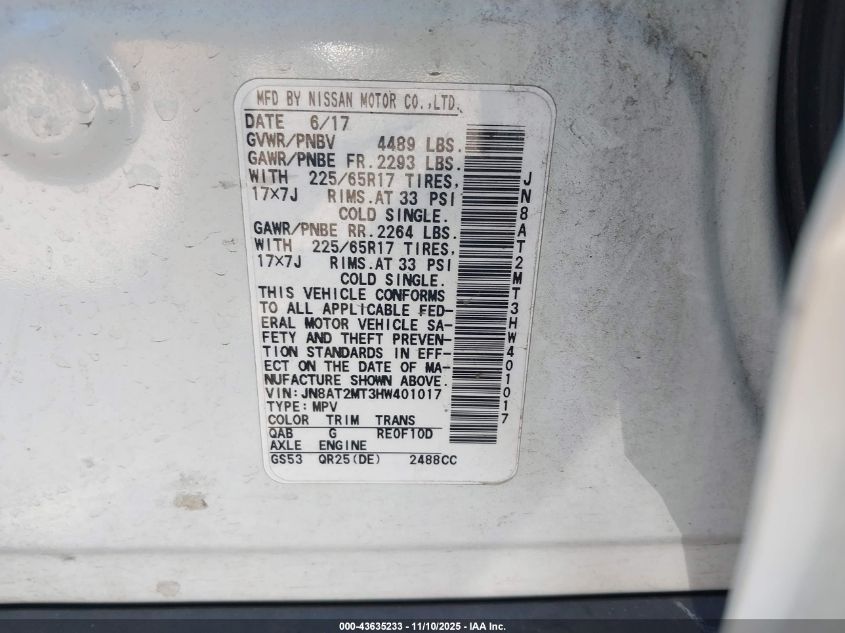 MFD BY NISSAN MOTOR CO.,LTD.
DATE 6/17
GVWR/PNBV 4489 LBS.
GAWR/PNBE FR. 2293 LBS.
WITH 225/65R17 TIRES,
17×7J RIMS.AT 33 PSI
COLD SINGLE.
GAWR/PNBE RR. 2264 LBS.
WITH 225/65R17 TIRES,
17×7J RIMS.AT 33 PSI
COLD SINGLE.
THIS VEHICLE CONFORMS
TO ALL APPLICABLE FED-
ERAL MOTOR VEHICLE SA-
FETY AND THEFT PREVEN-
TION STANDARDS IN EFF-
ECT ON THE DATE OF MA-
NUFACTURE SHOWN ABOVE.
VIN:JN8AT2MT3HW401017
TYPE:MPV
COLOR TRIM TRANS
QAB G RE0F10D
AXLE ENGINE
GS53 QR25(DE) 2488CC
JN8AT2MT3HW401017
000-43635233 - 11/10/2025 - IAA Inc.